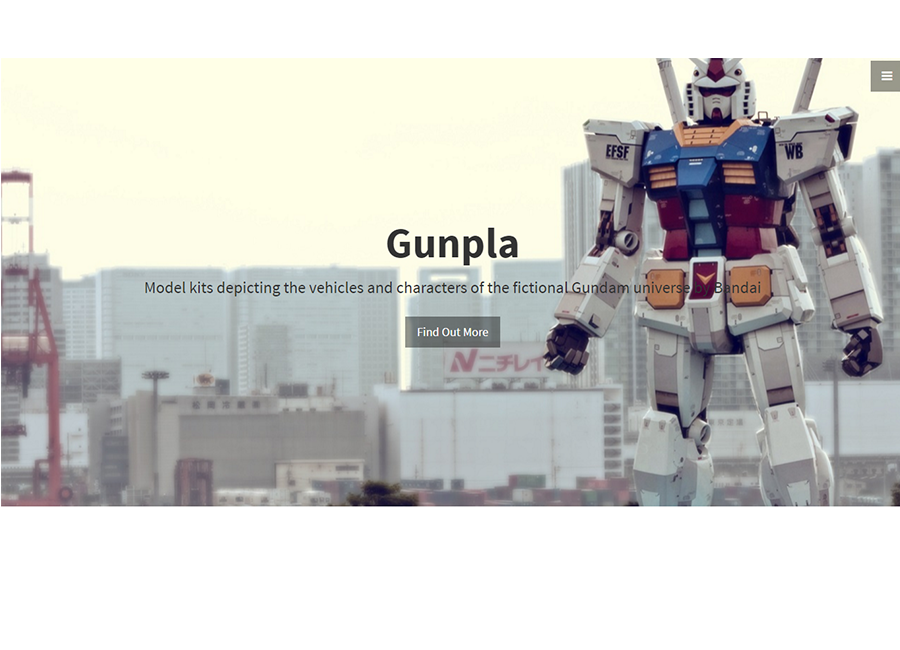 EFSF
WB
Gunpla
Model kits depicting the vehicles and characters of the fictional Gundam universe by Bandai
Find Out More
ニチレイ